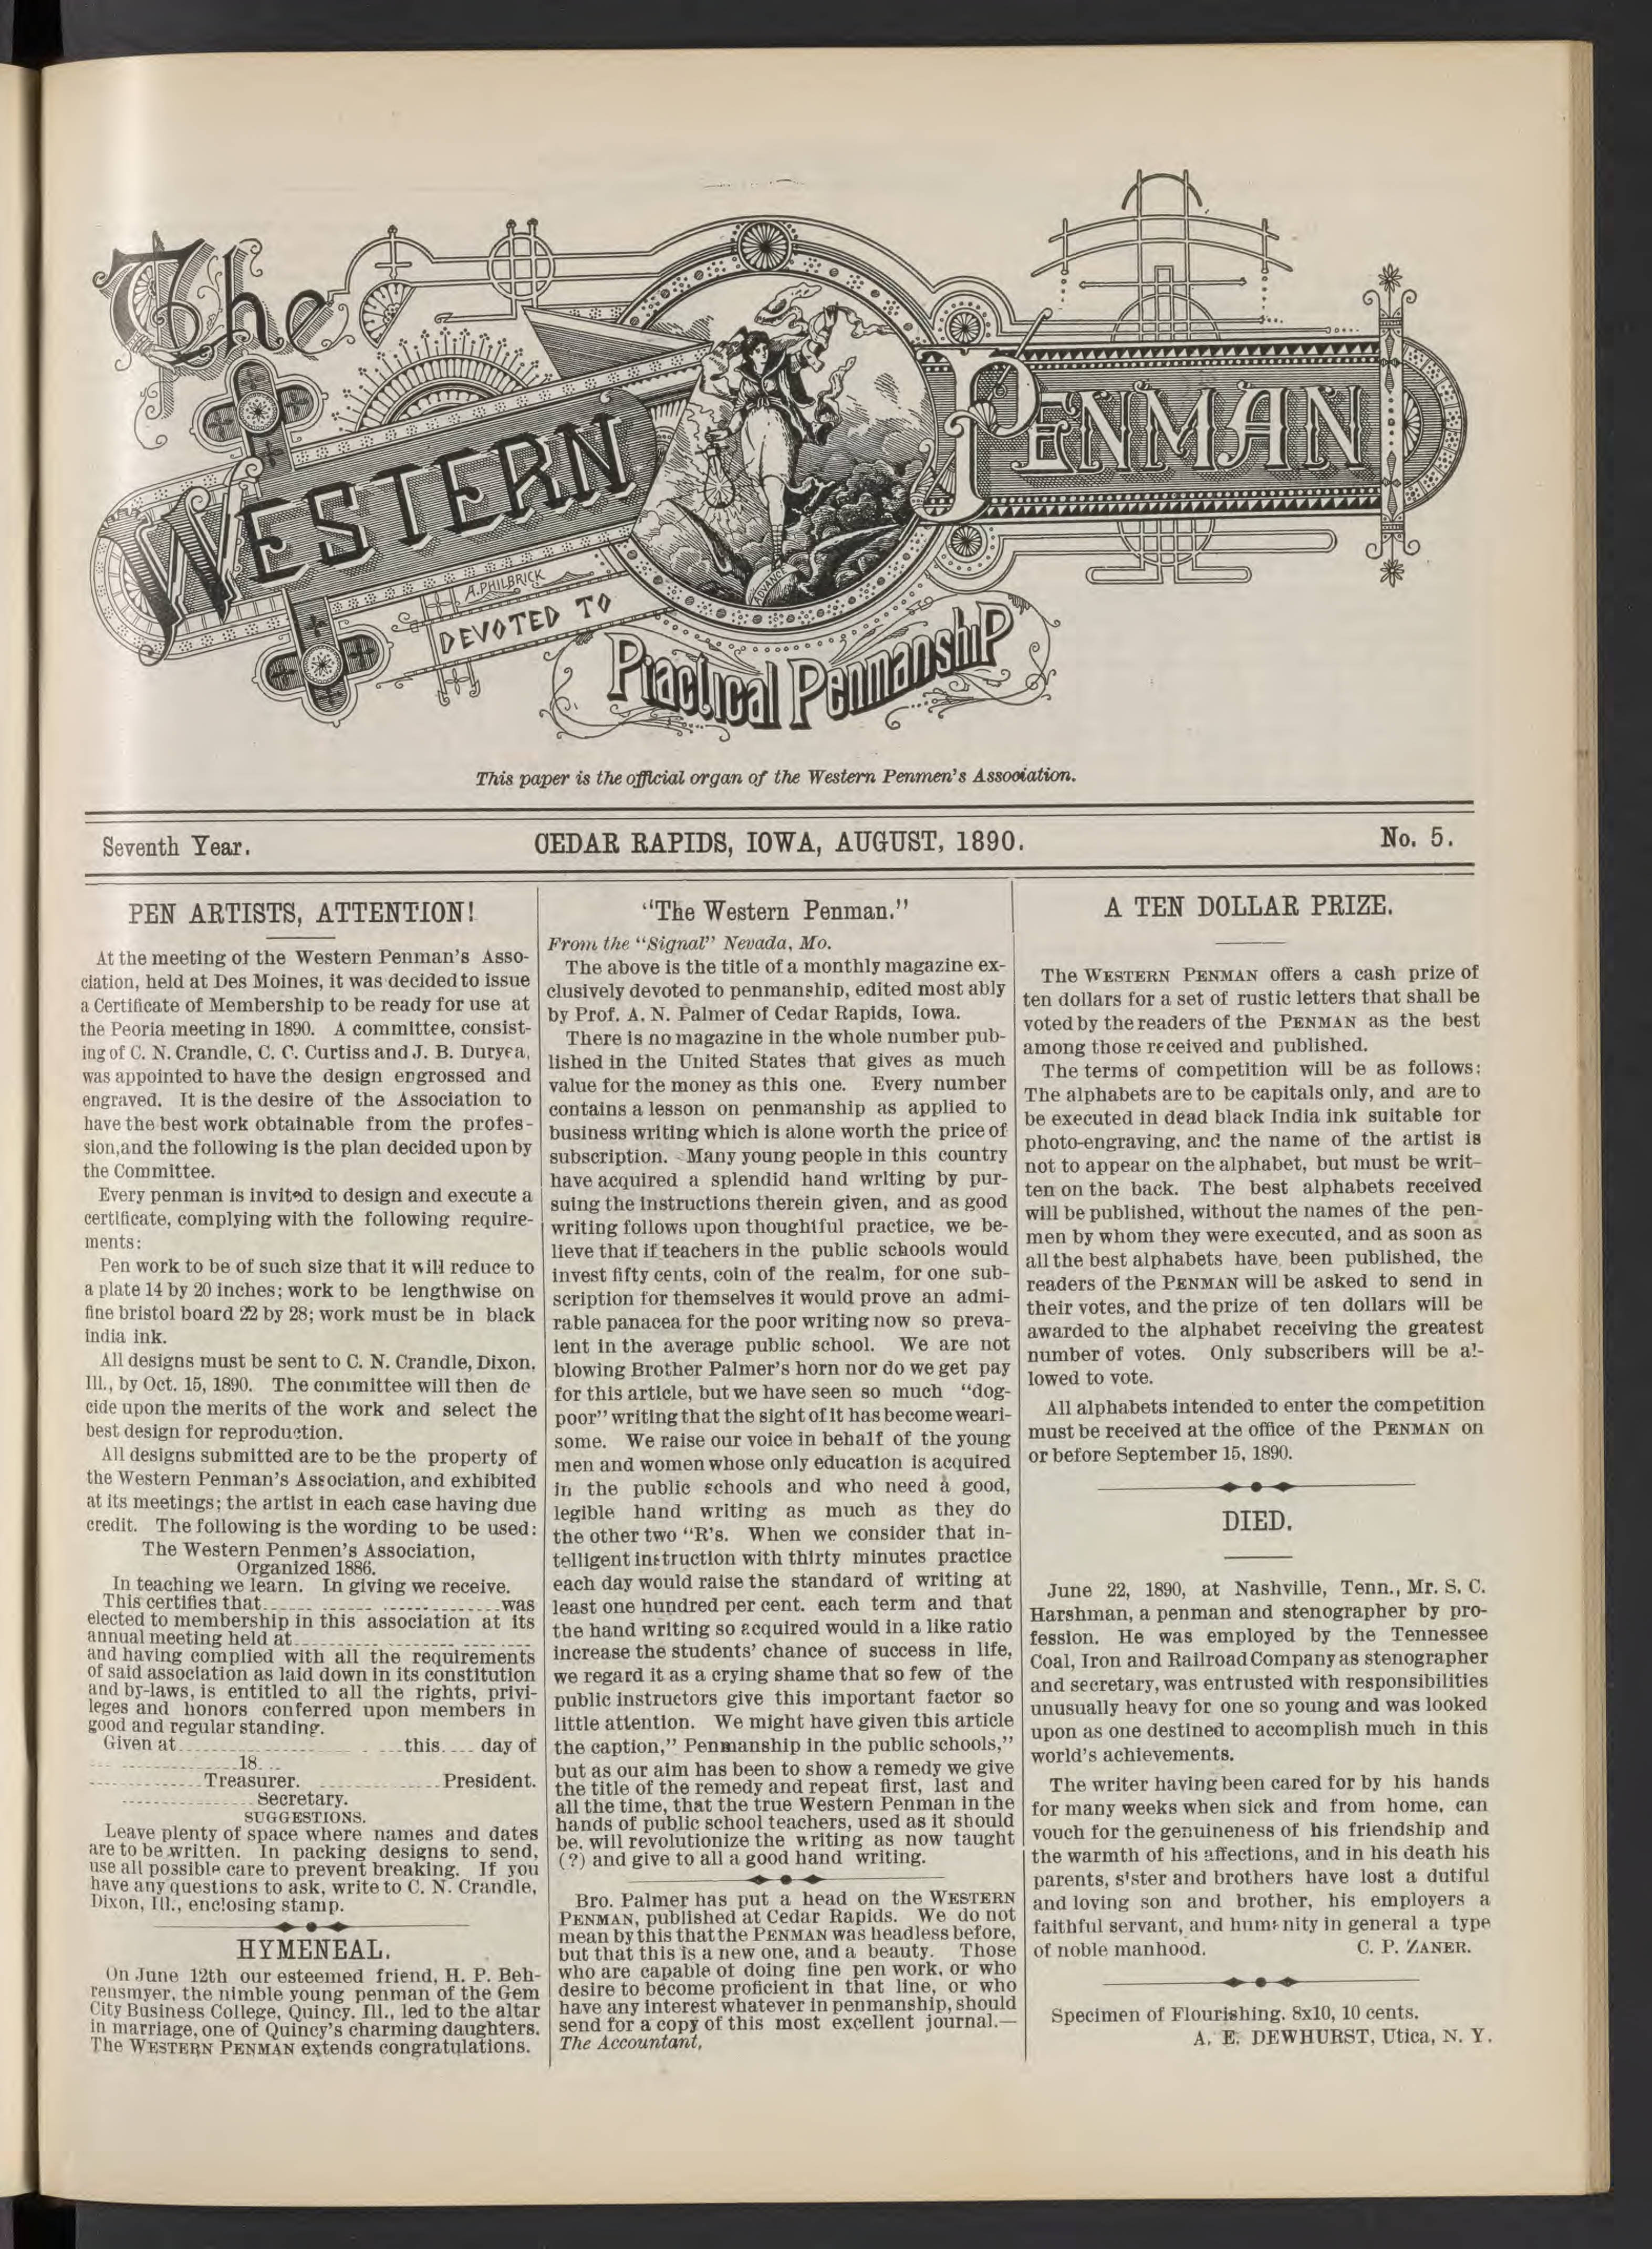 The
WESTERN
PENMAN
ADVANCE
A. PHILBRICK
DEVOTED TO
Practical Penmanship
This paper is the official organ of the Western Penmen's Association.
Seventh Year.
CEDAR RAPIDS, IOWA, AUGUST, 1890.
No. 5.
PEN ARTISTS, ATTENTION!
At the meeting of the Western Penman's Asso-
ciation, held at Des Moines, it was decided to issue
a Certificate of Membership to be ready for use at
the Peoria meeting in 1890. A committee, consist-
ing of C. N. Crandle, C. C. Curtiss and J. B. Duryea,
was appointed to have the design engrossed and
engraved. It is the desire of the Association to
have the best work obtainable from the profes-
sion, and the following is the plan decided upon by
the Committee.
Every penman is invited to design and execute a
certificate, complying with the following require-
ments:
Pen work to be of such size that it will reduce to
a plate 14 by 20 inches; work to be lengthwise on
fine bristol board 22 by 28; work must be in black
india ink.
All designs must be sent to C. N. Crandle, Dixon,
Ill., by Oct. 15, 1890. The committee will then de
cide upon the merits of the work and select the
best design for reproduction.
All designs submitted are to be the property of
the Western Penman's Association, and exhibited
at its meetings; the artist in each case having due
credit. The following is the wording to be used:
The Western Penmen's Association,
Organized 1886.
In teaching we learn. In giving we receive.
This certifies that was
elected to membership in this association at its
annual meeting held at
and having complied with all the requirements
of said association as laid down in its constitution
and by-laws, is entitled to all the rights, privi-
leges and honors conferred upon members in
good and regular standing.
Given at this day of
18
Treasurer. President.
Secretary.
SUGGESTIONS.
Leave plenty of space where names and dates
are to be written. In packing designs to send,
use all possible care to prevent breaking. If you
have any questions to ask, write to C. N. Crandle,
Dixon, Ill., enclosing stamp.
HYMENEAL.
On June 12th our esteemed friend, H. P. Beh-
rensmyer, the nimble young penman of the Gem
City Business College, Quincy, Ill., led to the altar
in marriage, one of Quincy's charming daughters.
The WESTERN PENMAN extends congratulations.
"The Western Penman."
From the "Signal" Nevada, Mo.
The above is the title of a monthly magazine ex-
clusively devoted to penmanship, edited most ably
by Prof. A. N. Palmer of Cedar Rapids, Iowa.
There is no magazine in the whole number pub-
lished in the United States that gives as much
value for the money as this one. Every number
contains a lesson on penmanship as applied to
business writing which is alone worth the price of
subscription. Many young people in this country
have acquired a splendid hand writing by pur-
suing the instructions therein given, and as good
writing follows upon thoughtful practice, we be-
lieve that if teachers in the public schools would
invest fifty cents, coin of the realm, for one sub-
scription for themselves it would prove an admi-
rable panacea for the poor writing now so preva-
lent in the average public school. We are not
blowing Brother Palmer's horn nor do we get pay
for this article, but we have seen so much "dog-
poor" writing that the sight of it has become weari-
some. We raise our voice in behalf of the young
men and women whose only education is acquired
in the public schools and who need a good,
legible hand writing as much as they do
the other two "R's. When we consider that in-
telligent instruction with thirty minutes practice
each day would raise the standard of writing at
least one hundred per cent. each term and that
the hand writing so acquired would in a like ratio
increase the students' chance of success in life,
we regard it as a crying shame that so few of the
public instructors give this important factor so
little attention. We might have given this article
the caption," Penmanship in the public schools,"
but as our aim has been to show a remedy we give
the title of the remedy and repeat first, last and
all the time, that the true Western Penman in the
hands of public school teachers, used as it should
be, will revolutionize the writing as now taught
(?) and give to all a good hand writing.
Bro. Palmer has put a head on the WESTERN
PENMAN, published at Cedar Rapids. We do not
mean by this that the PENMAN was headless before,
but that this is a new one, and a beauty. Those
who are capable of doing fine pen work, or who
desire to become proficient in that line, or who
have any interest whatever in penmanship, should
send for a copy of this most excellent journal.—
The Accountant,
A TEN DOLLAR PRIZE.
The WESTERN PENMAN offers a cash prize of
ten dollars for a set of rustic letters that shall be
voted by the readers of the PENMAN as the best
among those received and published.
The terms of competition will be as follows:
The alphabets are to be capitals only, and are to
be executed in dead black India ink suitable for
photo-engraving, and the name of the artist is
not to appear on the alphabet, but must be writ-
ten on the back. The best alphabets received
will be published, without the names of the pen-
men by whom they were executed, and as soon as
all the best alphabets have been published, the
readers of the PENMAN will be asked to send in
their votes, and the prize of ten dollars will be
awarded to the alphabet receiving the greatest
number of votes. Only subscribers will be al-
lowed to vote.
All alphabets intended to enter the competition
must be received at the office of the PENMAN on
or before September 15, 1890.
DIED.
June 22, 1890, at Nashville, Tenn., Mr. S. C.
Harshman, a penman and stenographer by pro-
fession. He was employed by the Tennessee
Coal, Iron and Railroad Company as stenographer
and secretary, was entrusted with responsibilities
unusually heavy for one so young and was looked
upon as one destined to accomplish much in this
world's achievements.
The writer having been cared for by his hands
for many weeks when sick and from home, can
vouch for the genuineness of his friendship and
the warmth of his affections, and in his death his
parents, sister and brothers have lost a dutiful
and loving son and brother, his employers a
faithful servant, and humanity in general a type
of noble manhood. C. P. ZANER.
Specimen of Flourishing. 8x10, 10 cents.
A. E. DEWHURST, Utica, N. Y.